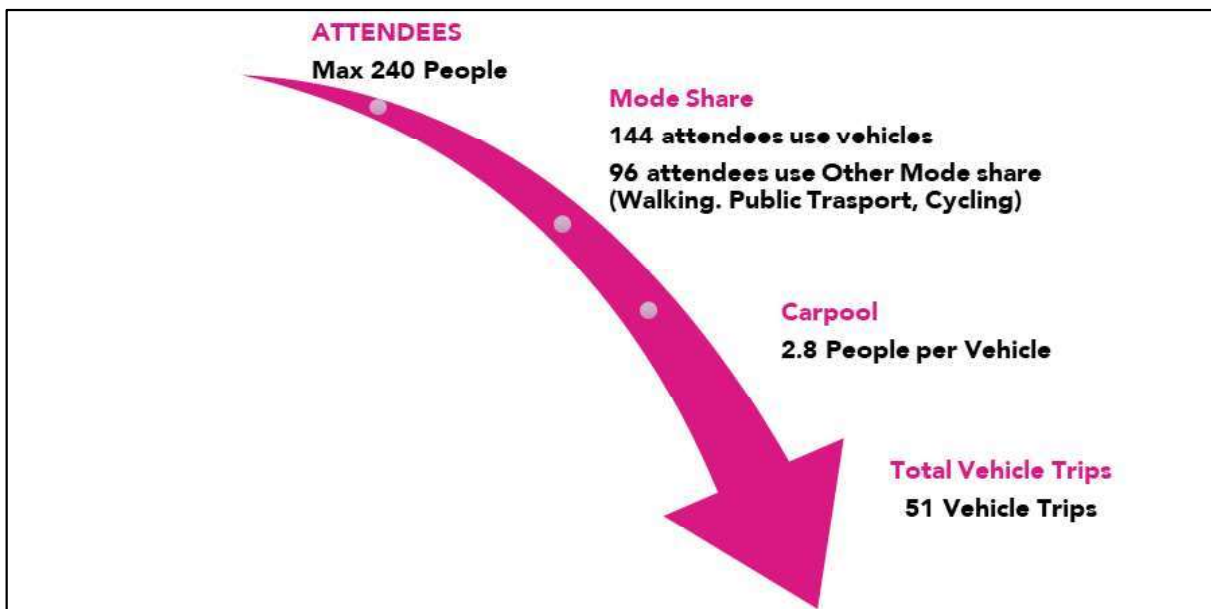 ATTENDEES
Max 240 People
Mode Share
144 attendees use vehicles
96 attendees use Other Mode share
(Walking. Public Trasport, Cycling)
Carpool
2.8 People per Vehicle
Total Vehicle Trips
51 Vehicle Trips